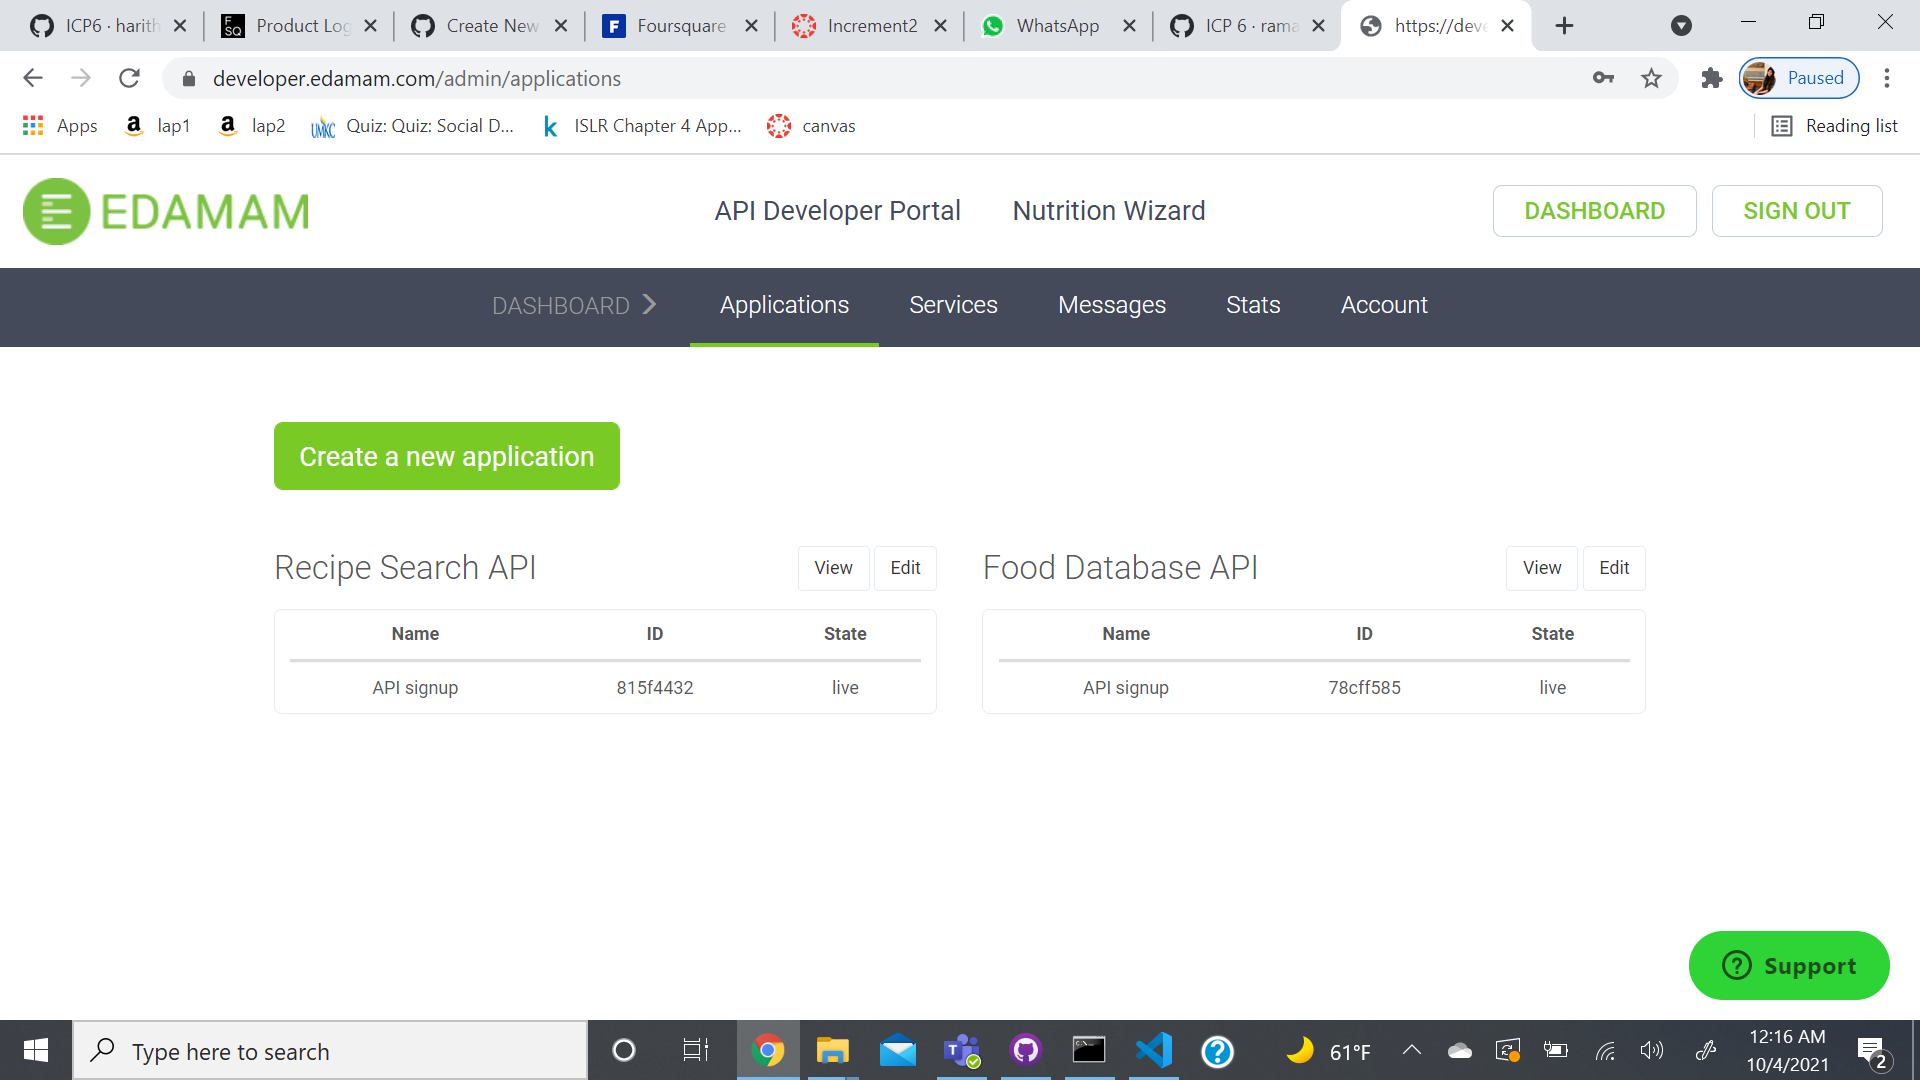 ICP6 · harith
Product Log
Create New
Foursquare
Increment2
WhatsApp
ICP 6 · rama
https://deve
developer.edamam.com/admin/applications
Paused
Apps
lap1
lap2
Quiz: Quiz: Social D...
ISLR Chapter 4 App...
canvas
Reading list
EDAMAM
API Developer Portal
Nutrition Wizard
DASHBOARD
SIGN OUT
DASHBOARD
Applications
Services
Messages
Stats
Account
Create a new application
Recipe Search API
View
Edit
Name ID State
API signup 815f4432 live
Food Database API
View
Edit
Name ID State
API signup 78cff585 live
Support
Type here to search
61°F
12:16 AM
10/4/2021
2